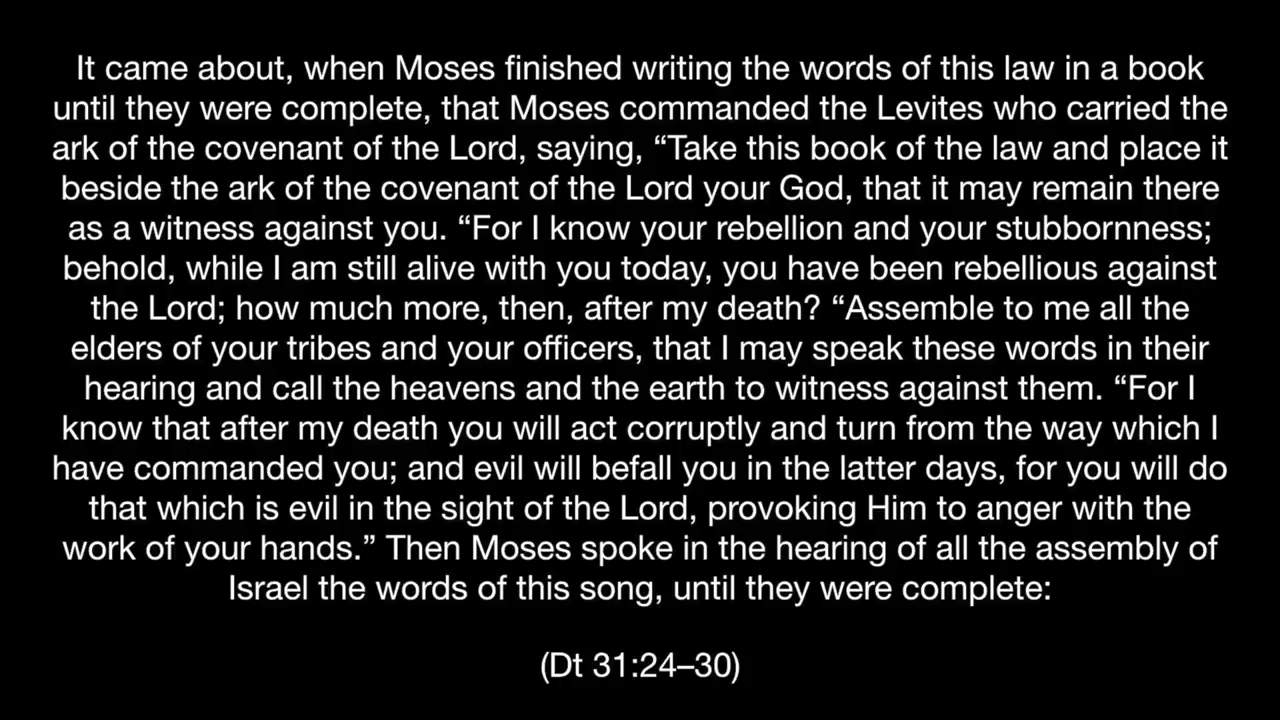 It came about, when Moses finished writing the words of this law in a book
until they were complete, that Moses commanded the Levites who carried the
ark of the covenant of the Lord, saying, “Take this book of the law and place it
beside the ark of the covenant of the Lord your God, that it may remain there
as a witness against you. “For I know your rebellion and your stubbornness;
behold, while I am still alive with you today, you have been rebellious against
the Lord; how much more, then, after my death? “Assemble to me all the
elders of your tribes and your officers, that I may speak these words in their
hearing and call the heavens and the earth to witness against them. “For I
know that after my death you will act corruptly and turn from the way which I
have commanded you; and evil will befall you in the latter days, for you will do
that which is evil in the sight of the Lord, provoking Him to anger with the
work of your hands.” Then Moses spoke in the hearing of all the assembly of
Israel the words of this song, until they were complete:
(Dt 31:24–30)